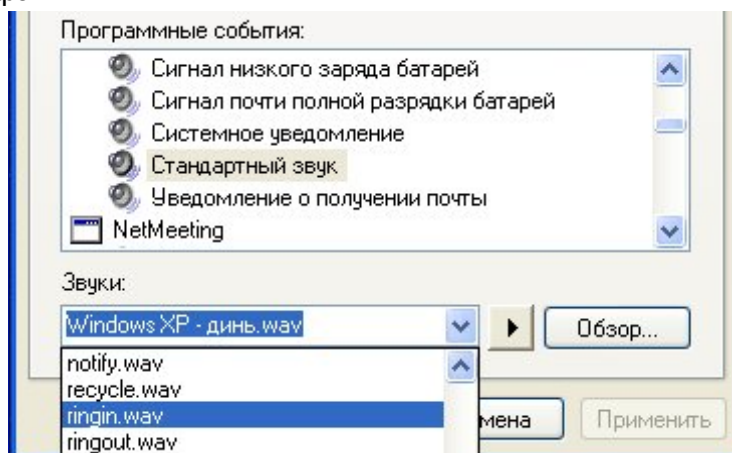 Программные события:
Сигнал низкого заряда батарей
Сигнал почти полной разрядки батарей
Системное уведомление
Стандартный звук
Уведомление о получении почты
NetMeeting
Звуки:
Windows XP - динь.wav
Обзор...
notify.wav
recycle.wav
ringin.wav
мена
Применить
ringout.wav